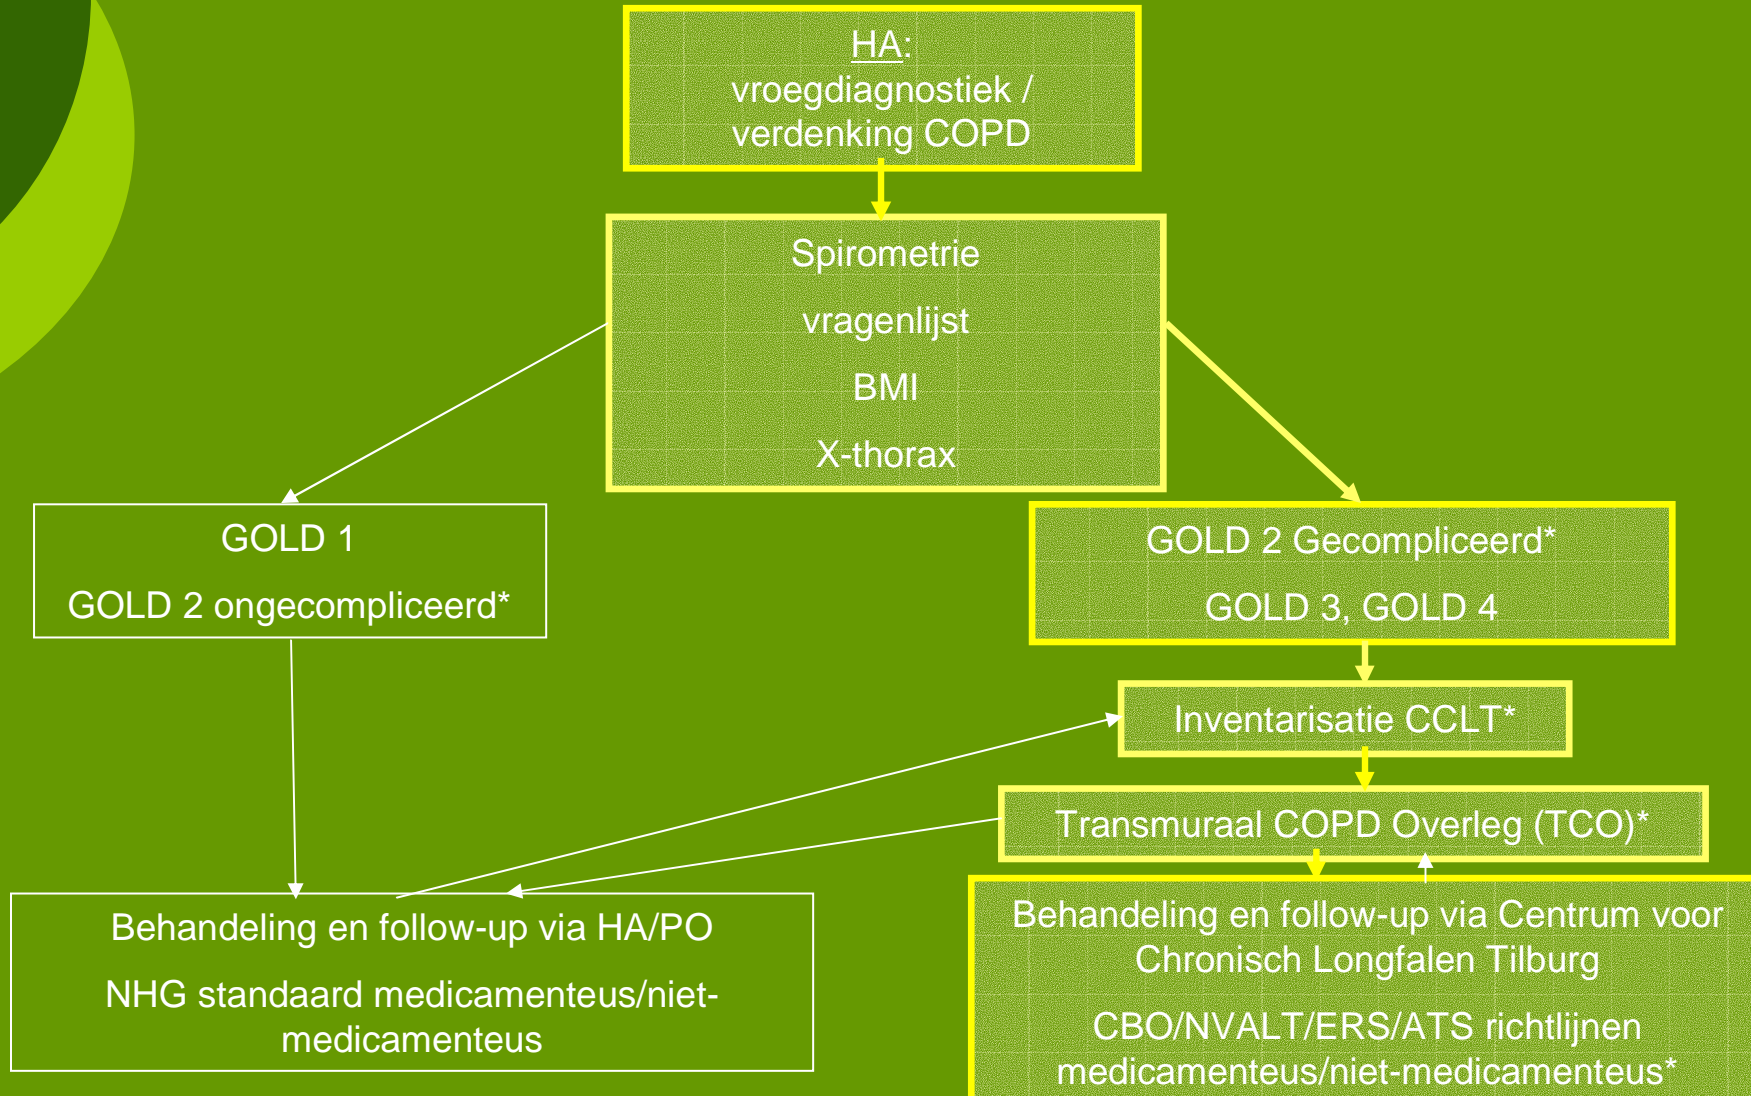 HA:
vroegdiagnostiek /
verdenking COPD
Spirometrie
vragenlijst
BMI
X-thorax
GOLD 1
GOLD 2 ongecompliceerd*
GOLD 2 Gecompliceerd*
GOLD 3, GOLD 4
Inventarisatie CCLT*
Transmuraal COPD Overleg (TCO)*
Behandeling en follow-up via HA/PO
NHG standaard medicamenteus/niet-
medicamenteus
Behandeling en follow-up via Centrum voor
Chronisch Longfalen Tilburg
CBO/NVALT/ERS/ATS richtlijnen
medicamenteus/niet-medicamenteus*